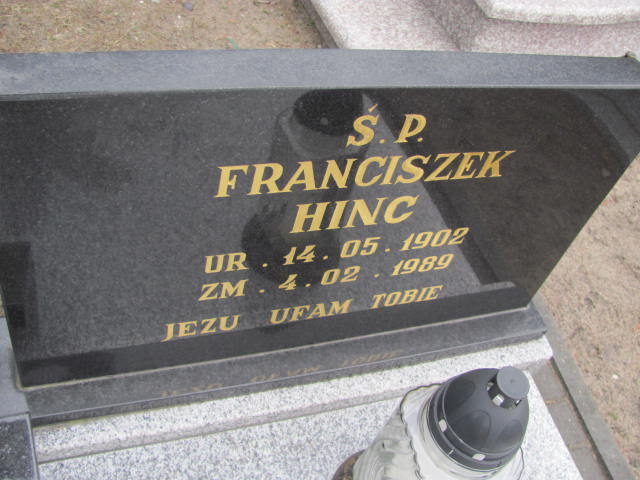 Ś. P.
FRANCISZEK
HINC
UR. 14. 05. 1902
ZM. 4. 02. 1989
JEZU UFAM TOBIE